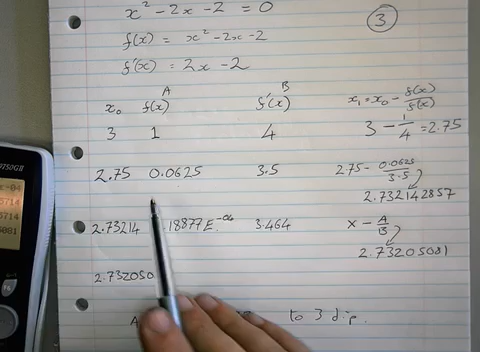 x² - 2x - 2 = 0
③
f(x) = x² - 2x - 2
f'(x) = 2x - 2
A B
x₀ f(x) f'(x) x₁ = x₀ - f(x)/f(x)
3 1 4 3 - 1/4 = 2.75
2.75 0.0625 3.5 2.75 - 0.0625/3.5
2.732142857
2.73214 .18877E⁻⁰⁶ 3.464 x - A/B
2.73205081
2.73205
to 3 d.p.